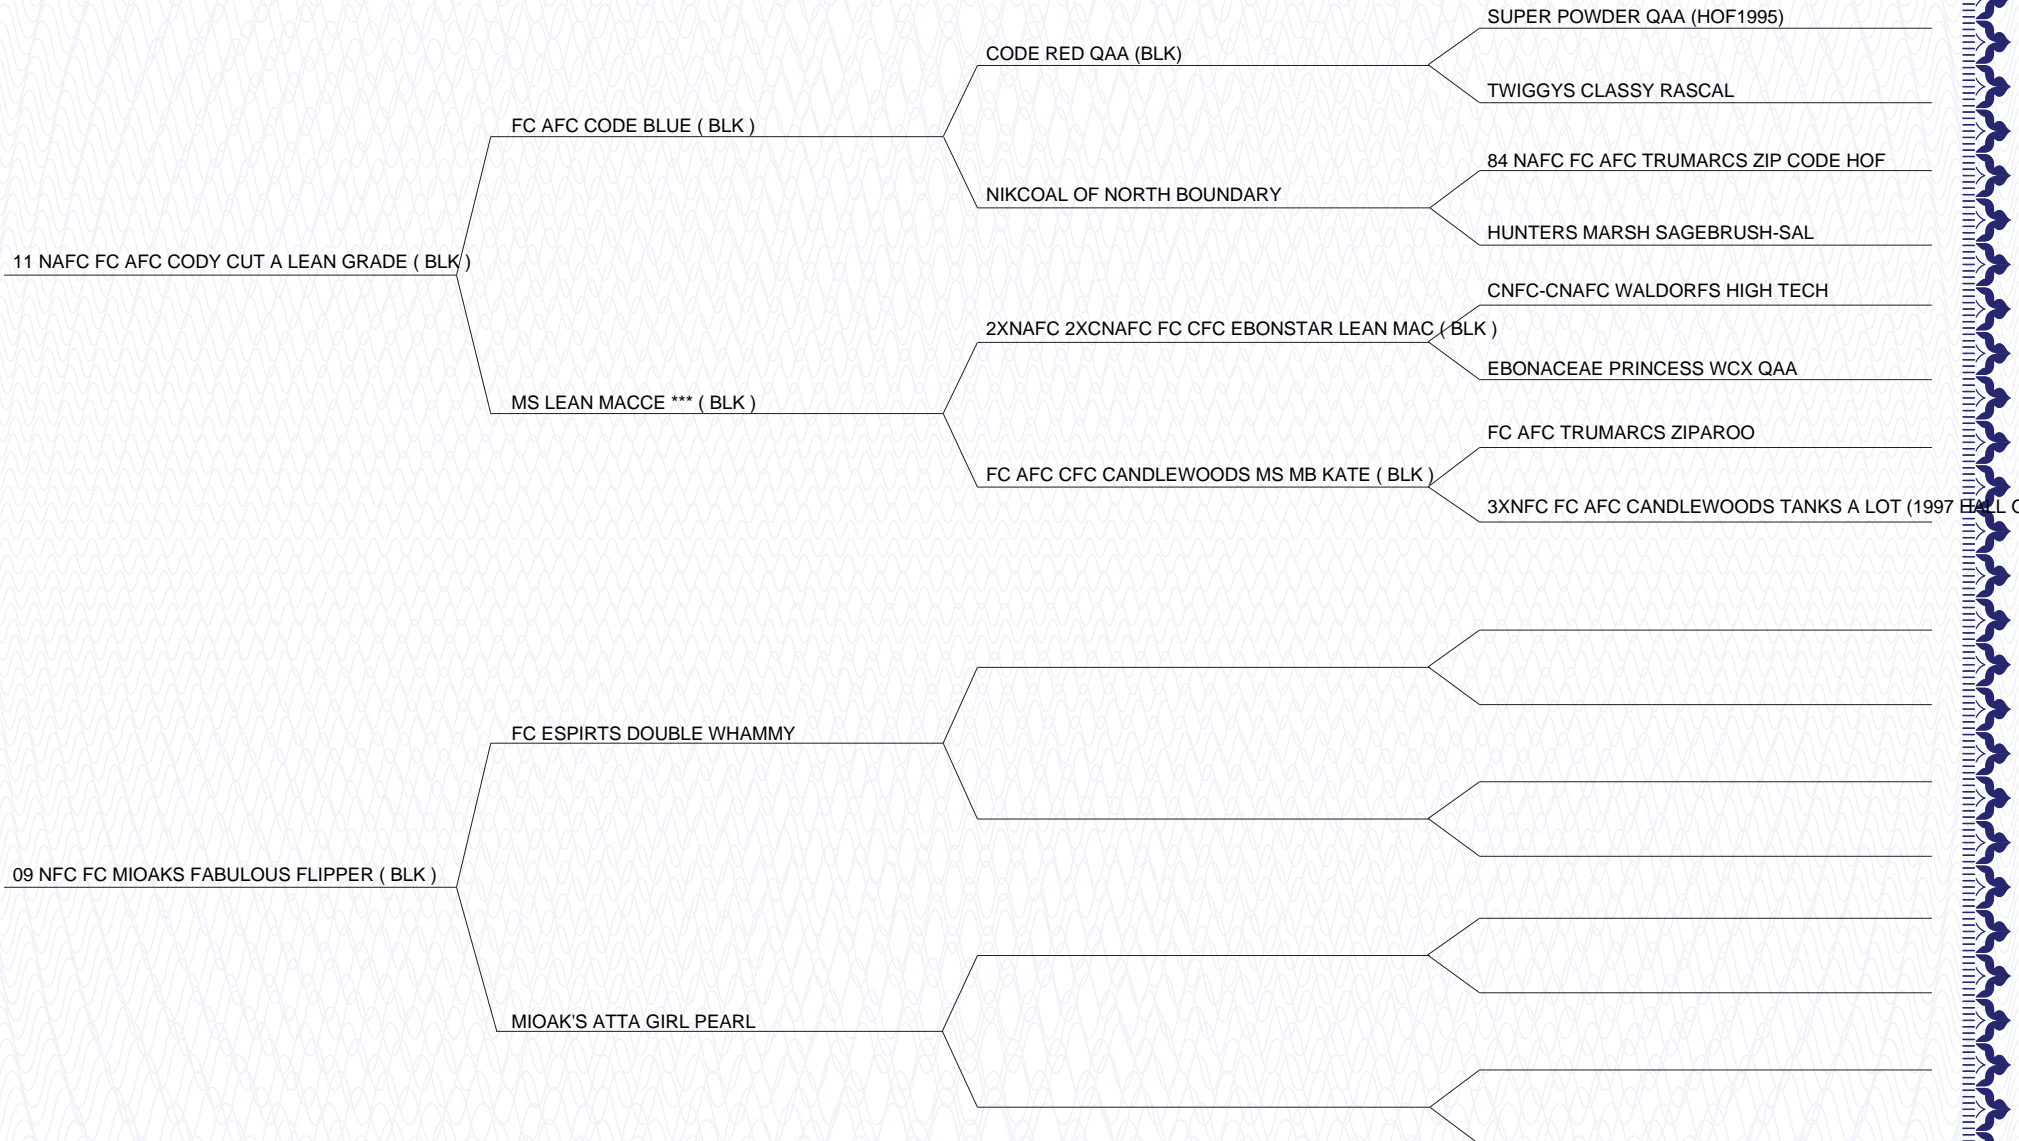 SUPER POWDER QAA (HOF1995)
CODE RED QAA (BLK)
TWIGGYS CLASSY RASCAL
FC AFC CODE BLUE ( BLK )
84 NAFC FC AFC TRUMARCS ZIP CODE HOF
NIKCOAL OF NORTH BOUNDARY
HUNTERS MARSH SAGEBRUSH-SAL
11 NAFC FC AFC CODY CUT A LEAN GRADE ( BLK )
CNFC-CNAFC WALDORFS HIGH TECH
2XNAFC 2XCNAFC FC CFC EBONSTAR LEAN MAC ( BLK )
EBONACEAE PRINCESS WCX QAA
MS LEAN MACCE *** ( BLK )
FC AFC TRUMARCS ZIPAROO
FC AFC CFC CANDLEWOODS MS MB KATE ( BLK )
3XNFC FC AFC CANDLEWOODS TANKS A LOT (1997 HALL
FC ESPIRTS DOUBLE WHAMMY
09 NFC FC MIOAKS FABULOUS FLIPPER ( BLK )
MIOAK'S ATTA GIRL PEARL